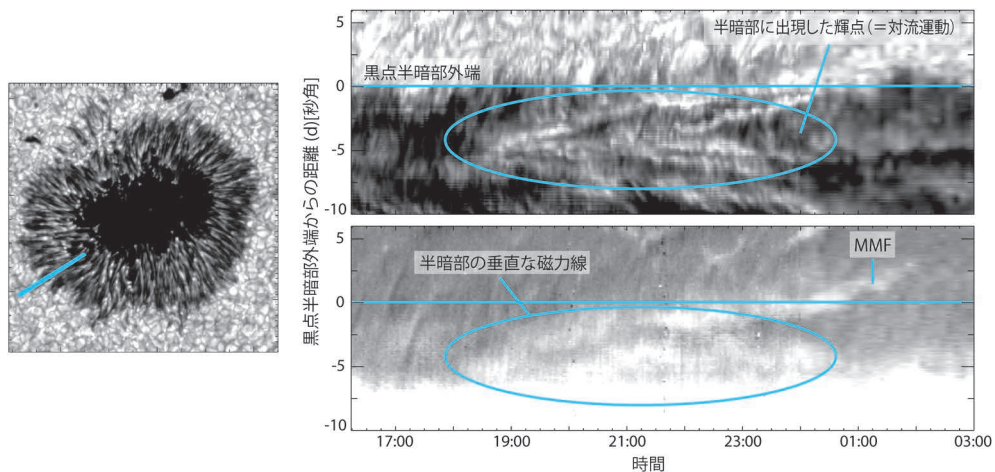 半暗部に出現した輝点(=対流運動)
黒点半暗部外端
黒点半暗部外端からの距離 (d)[秒角]
5
0
-5
-10
MMF
半暗部の垂直な磁力線
5
0
-5
-10
17:00 19:00 21:00 23:00 01:00 03:00
時間